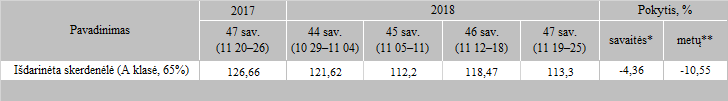 Pavadinimas 2017 2018 Pokytis, %
47 sav. 44 sav. 45 sav. 46 sav. 47 sav. savaitės* metų**
(11 20–26) (10 29–11 04) (11 05–11) (11 12–18) (11 19–25)
Išdarinėta skerdenėlė (A klasė, 65%) 126,66 121,62 112,2 118,47 113,3 -4,36 -10,55